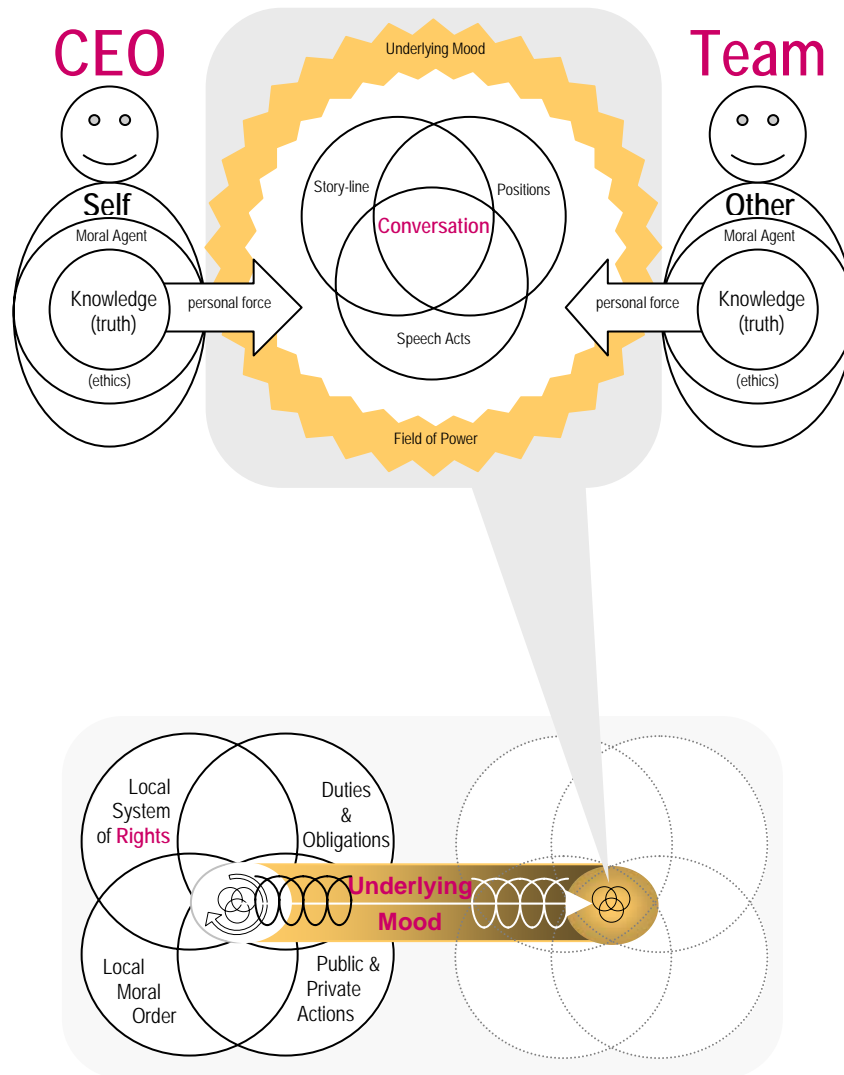 CEO
Team
Underlying Mood
Story-line
Positions
Conversation
Speech Acts
Field of Power
Self
Moral Agent
Knowledge
(truth)
(ethics)
personal force
Other
Moral Agent
Knowledge
(truth)
(ethics)
personal force
Local
System
of Rights
Duties
&
Obligations
Underlying
Mood
Local
Moral
Order
Public &
Private
Actions